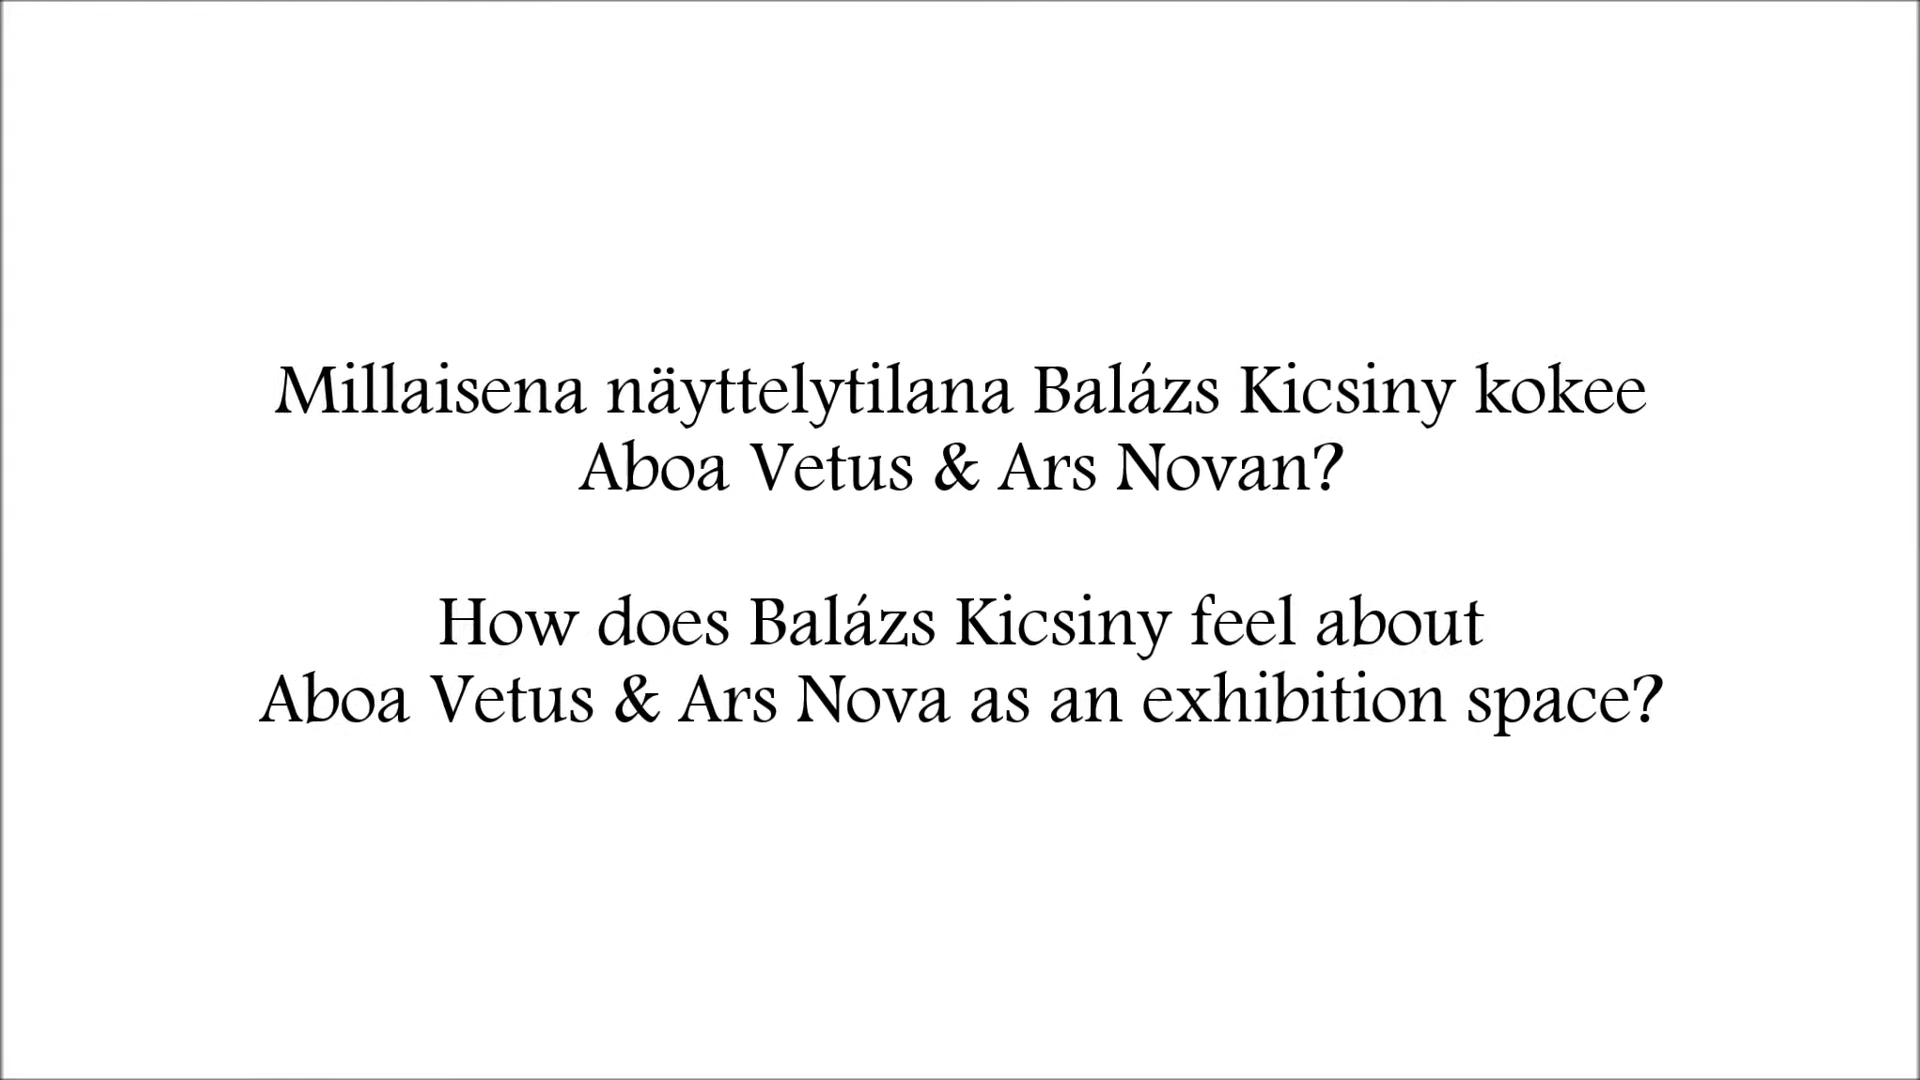 Millaisena näyttelytilana Balázs Kicsiny kokee
Aboa Vetus & Ars Novan?
How does Balázs Kicsiny feel about
Aboa Vetus & Ars Nova as an exhibition space?